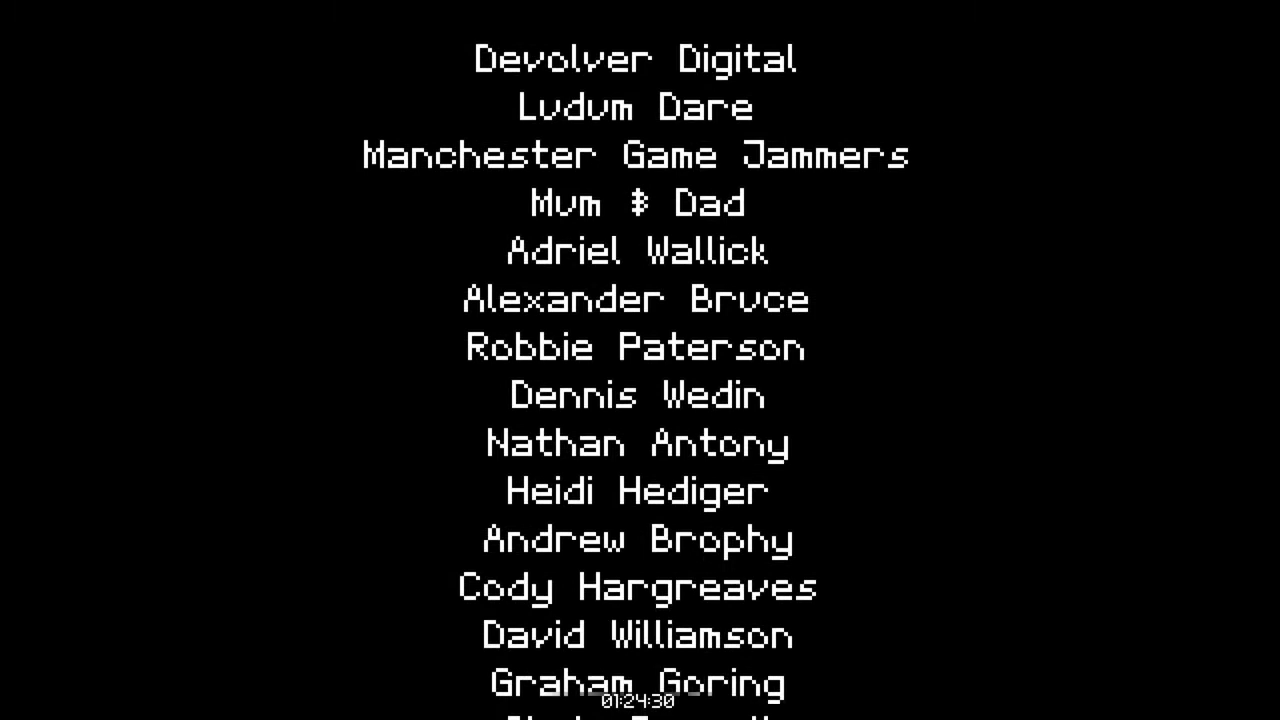 Devolver Digital
Ludum Dare
Manchester Game Jammers
Mum & Dad
Adriel Wallick
Alexander Bruce
Robbie Paterson
Dennis Wedin
Nathan Antony
Heidi Hediger
Andrew Brophy
Cody Hargreaves
David Williamson
Graham Goring
01:24:30